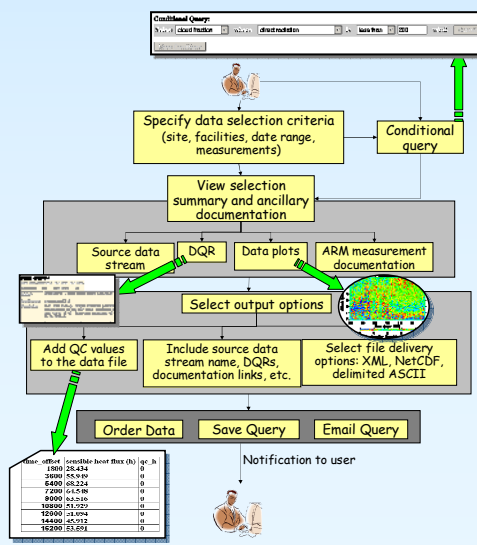 Conditional Query:
cloud fraction
direct radiation
less than
200
Specify data selection criteria
(site, facilities, date range,
measurements)
Conditional
query
View selection
summary and ancillary
documentation
Source data
stream
DQR
Data plots
ARM measurement
documentation
Select output options
Add QC values
to the data file
Include source data
stream name, DQRs,
documentation links, etc.
Select file delivery
options: XML, NetCDF,
delimited ASCII
Order Data
Save Query
Email Query
Notification to user
time_offset sensible heat flux (h) qc_h
1800 28.434 0
3600 55.949 0
5400 68.224 0
7200 64.548 0
9000 63.516 0
10800 51.929 0
12600 51.094 0
14400 45.912 0
16200 53.591 0